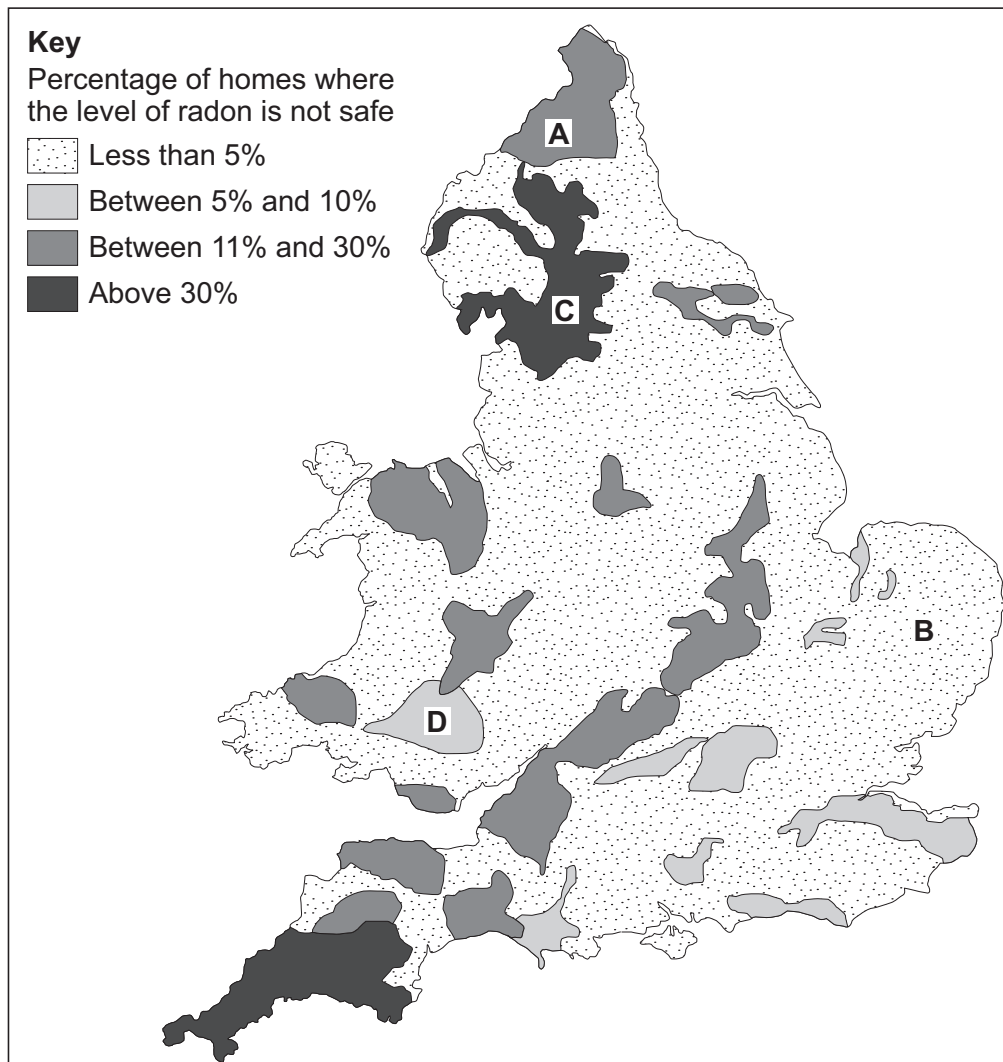 Key
Percentage of homes where
the level of radon is not safe
Less than 5%
Between 5% and 10%
Between 11% and 30%
Above 30%
A
C
B
D